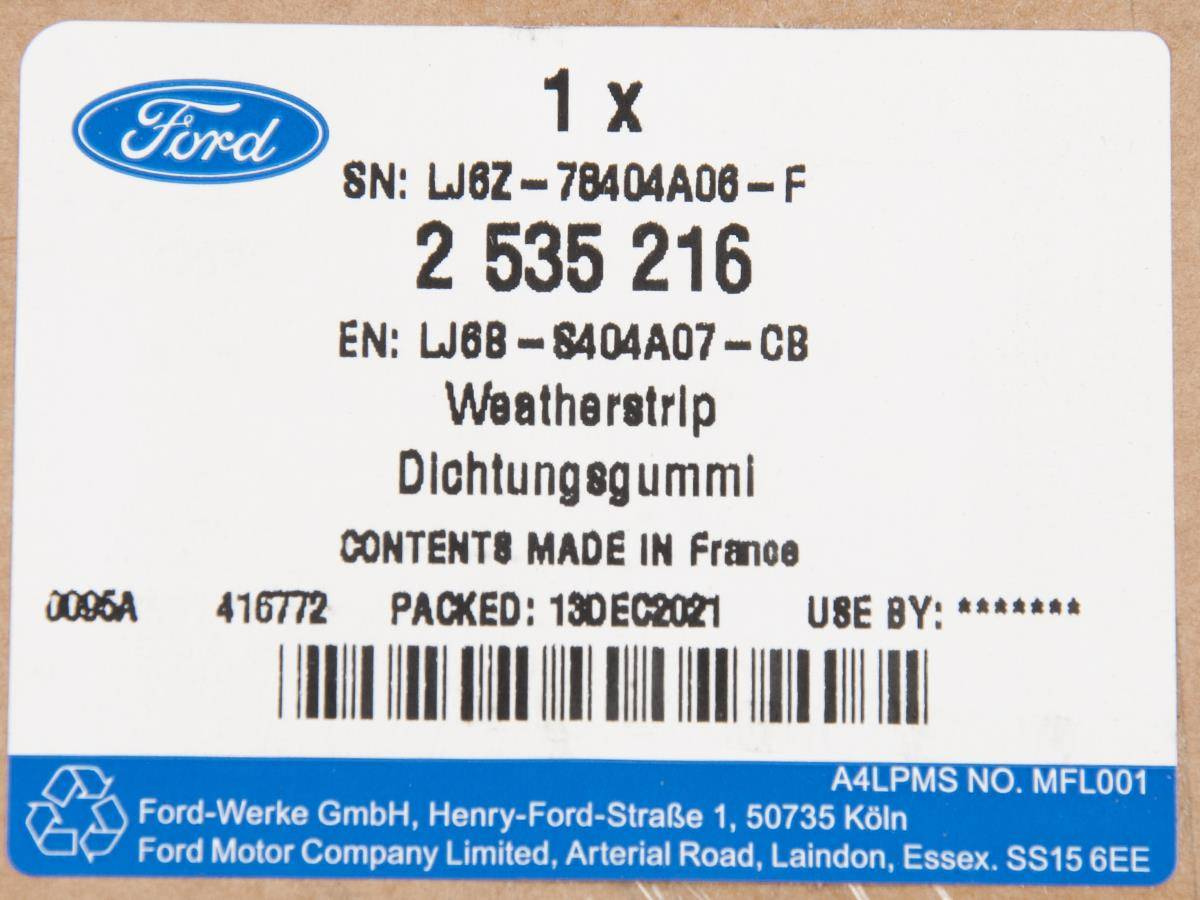 Ford
1 x
SN: LJ6Z-78404A06-F
2 535 216
EN: LJ6B-S404A07-CB
Weatherstrip
Dichtungsgummi
CONTENTS MADE IN France
0095A 416772 PACKED: 13DEC2021 USE BY: *******
A4LPMS NO. MFL001
Ford-Werke GmbH, Henry-Ford-Straße 1, 50735 Köln
Ford Motor Company Limited, Arterial Road, Laindon, Essex. SS15 6EE